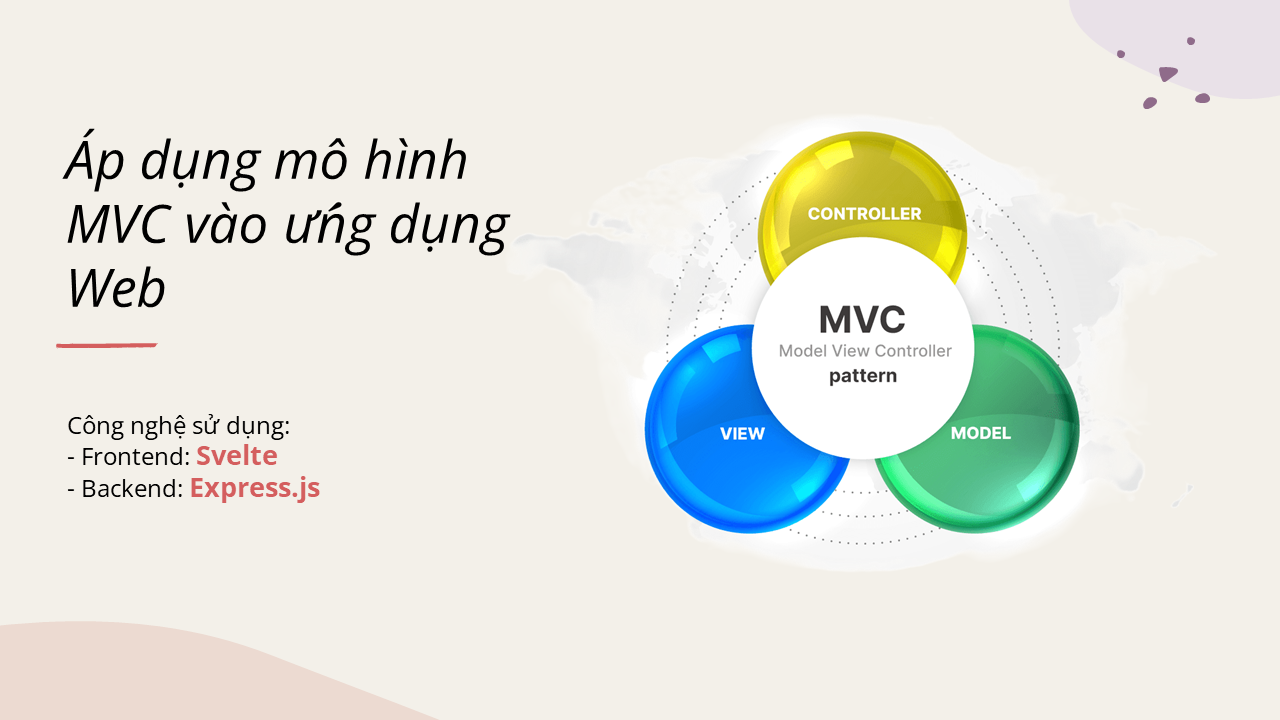 Áp dụng mô hình
MVC vào ứng dụng
Web
Công nghệ sử dụng:
- Frontend: Svelte
- Backend: Express.js
CONTROLLER
MVC
Model View Controller
pattern
VIEW
MODEL